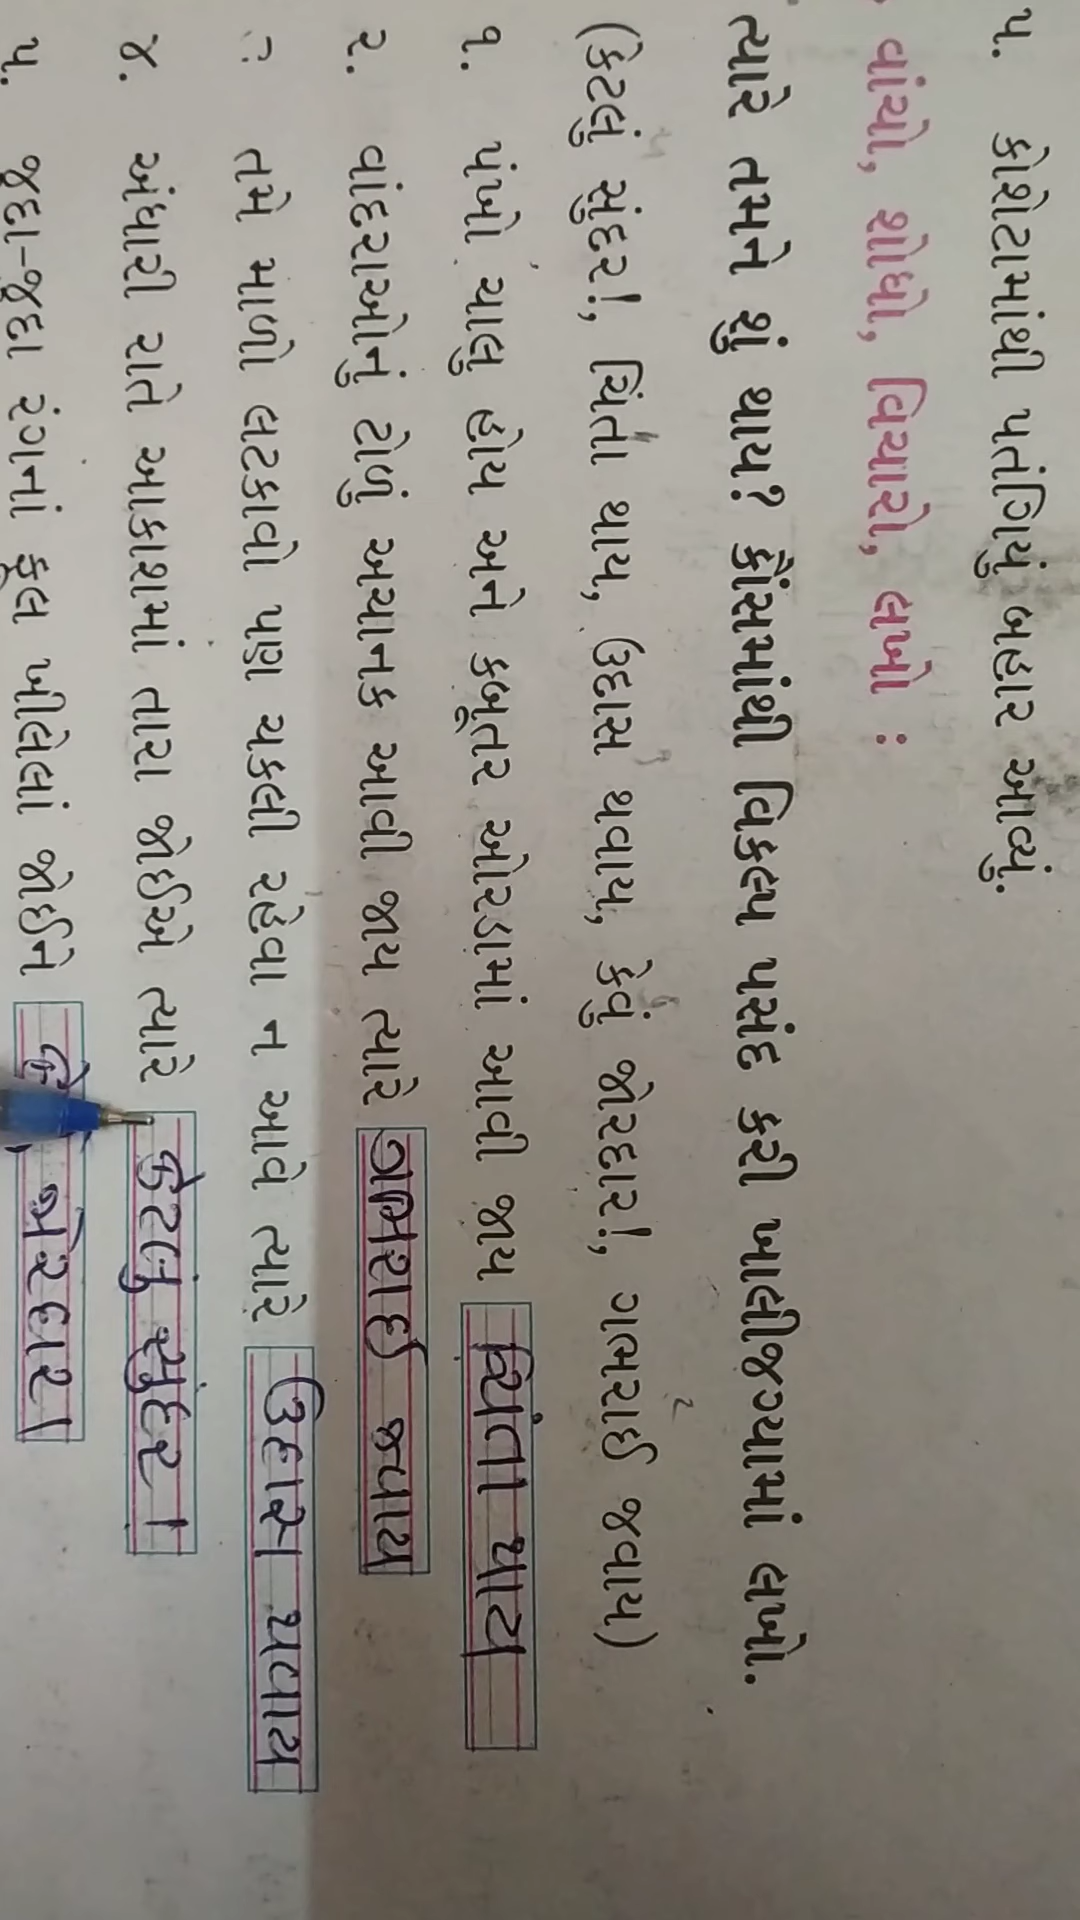 ૫. કોશેટામાંથી પતંગિયું બહાર આવ્યું.
વાંચો, શોધો, વિચારો, લખો :
ત્યારે તમને શું થાય? કૌંસમાંથી વિકલ્પ પસંદ કરી ખાલીજગ્યામાં લખો.
(કેટલું સુંદર!, ચિંતા થાય, ઉદાસ થવાય, કેવું જોરદાર!, ગભરાઈ જવાય)
૧. પંખો ચાલુ હોય અને કબૂતર ઓરડામાં આવી જાય ચિંતા થાય
૨. વાંદરાઓનું ટોળું અચાનક આવી જાય ત્યારે ગભરાઈ જવાય
તમે માળો લટકાવો પણ ચકલી રહેવા ન આવે ત્યારે ઉદાસ થવાય
૪. અંધારી રાતે આકાશમાં તારા જોઈએ ત્યારે કેટલુ સુંદર!
૫. જુદા-જુદા રંગનાં ફૂલ ખીલેલાં જોઈને જોરદાર!